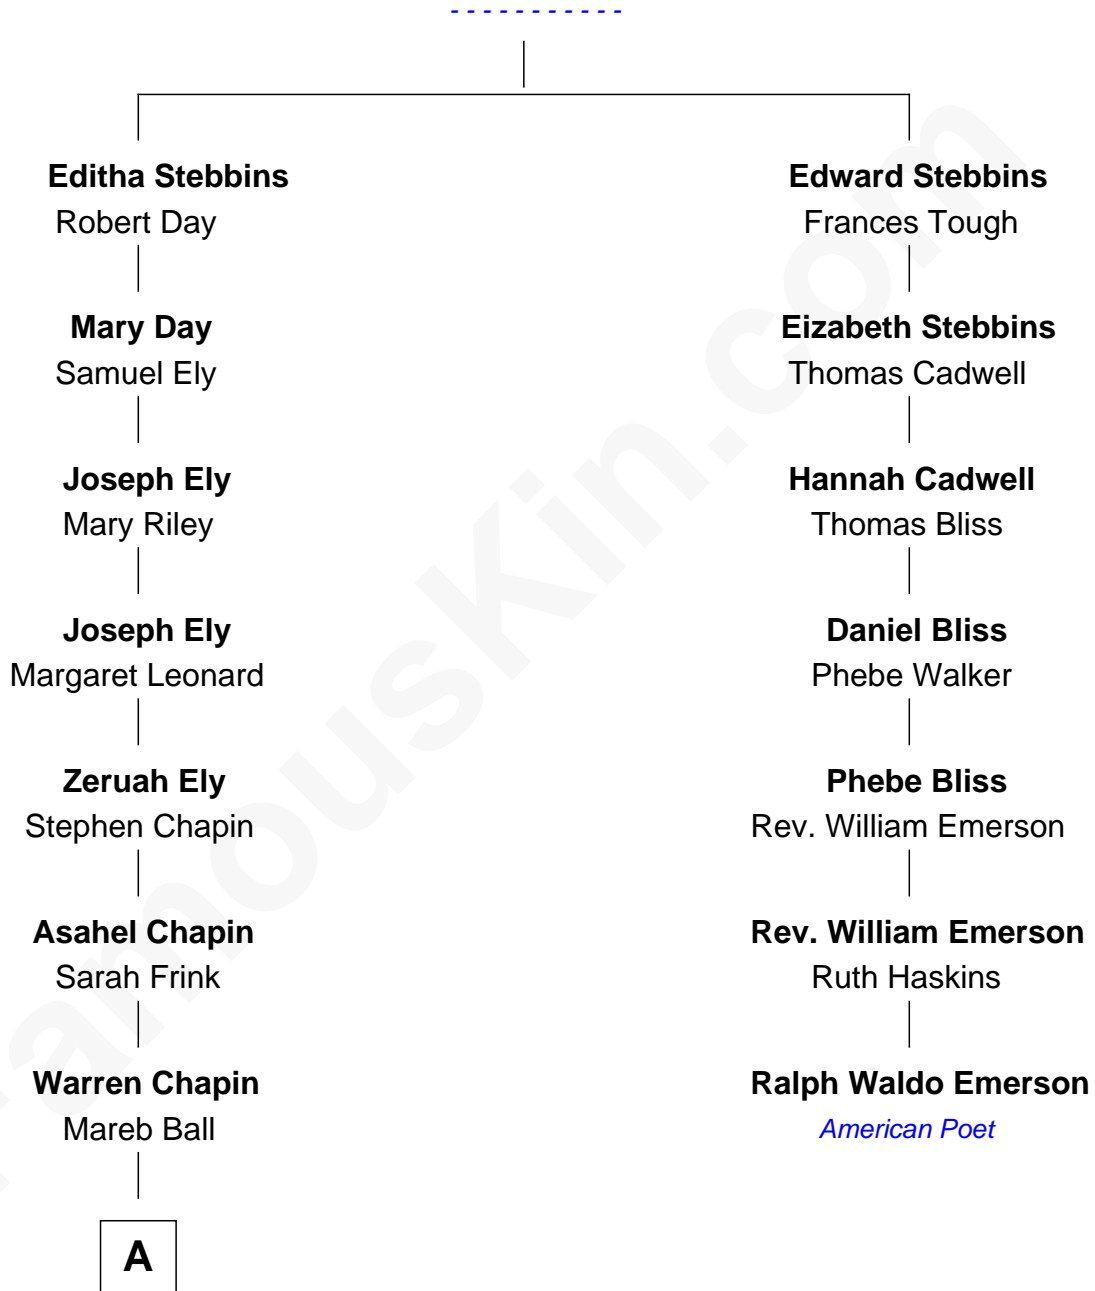 - - - - - - - - - - -
Editha Stebbins
Robert Day
Mary Day
Samuel Ely
Joseph Ely
Mary Riley
Joseph Ely
Margaret Leonard
Zeruah Ely
Stephen Chapin
Asahel Chapin
Sarah Frink
Warren Chapin
Mareb Ball
A
Edward Stebbins
Frances Tough
Eizabeth Stebbins
Thomas Cadwell
Hannah Cadwell
Thomas Bliss
Daniel Bliss
Phebe Walker
Phebe Bliss
Rev. William Emerson
Rev. William Emerson
Ruth Haskins
Ralph Waldo Emerson
American Poet
FamousKin.com